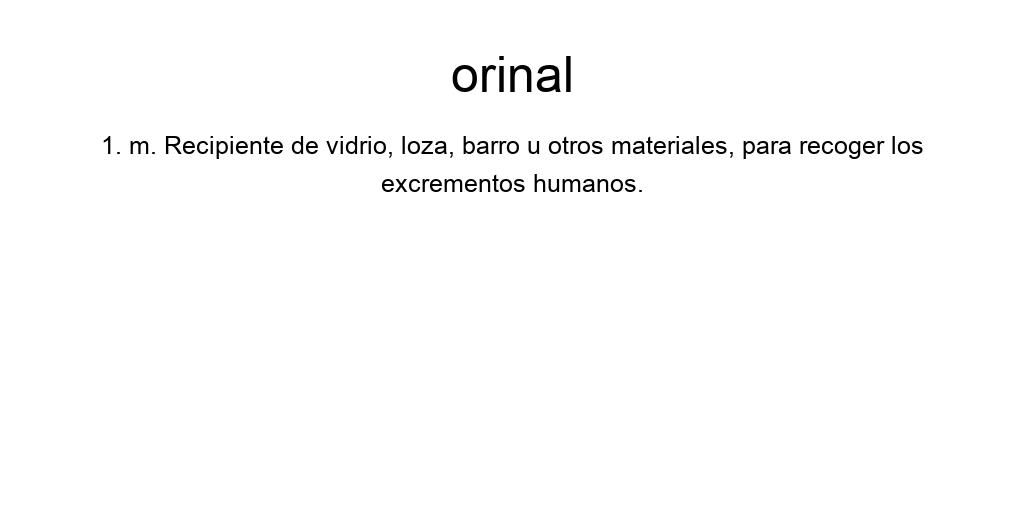 orinal
1. m. Recipiente de vidrio, loza, barro u otros materiales, para recoger los
excrementos humanos.